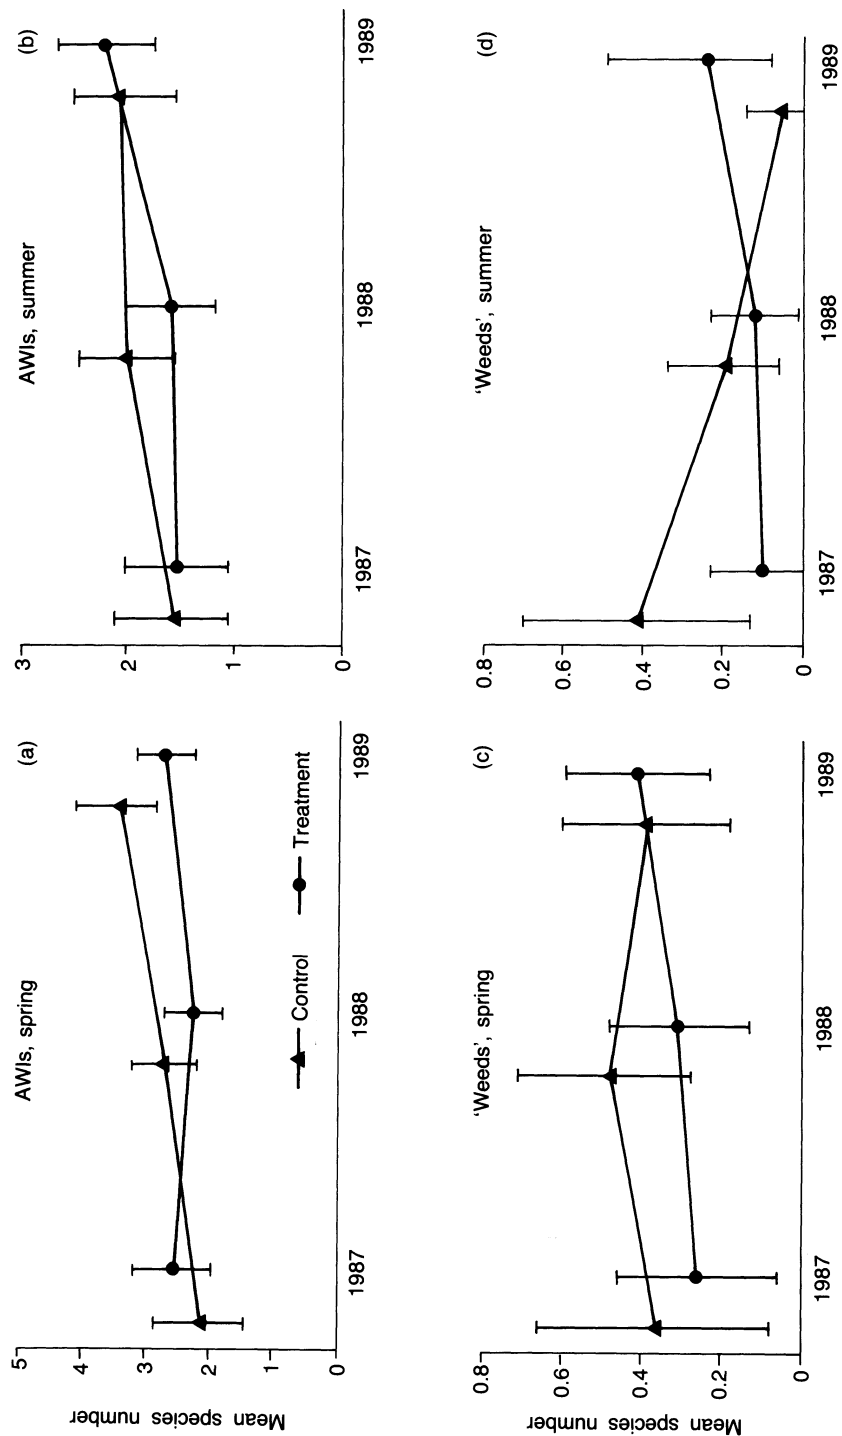 (a)
AWIs, spring
Mean species number
5
4
3
2
1
0
1987
1988
1989
Control
Treatment
(b)
AWIs, summer
3
2
1
0
1987
1988
1989
(c)
'Weeds', spring
Mean species number
0.8
0.6
0.4
0.2
0
1987
1988
1989
(d)
'Weeds', summer
0.8
0.6
0.4
0.2
0
1987
1988
1989